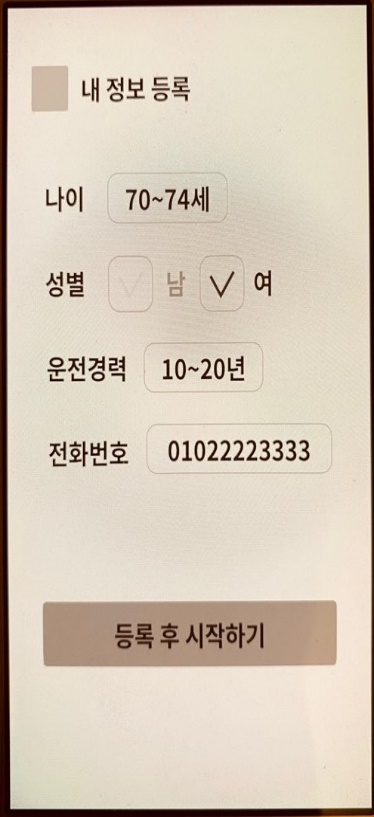 내 정보 등록
나이 70~74세
성별 남 여
운전경력 10~20년
전화번호 01022223333
등록 후 시작하기